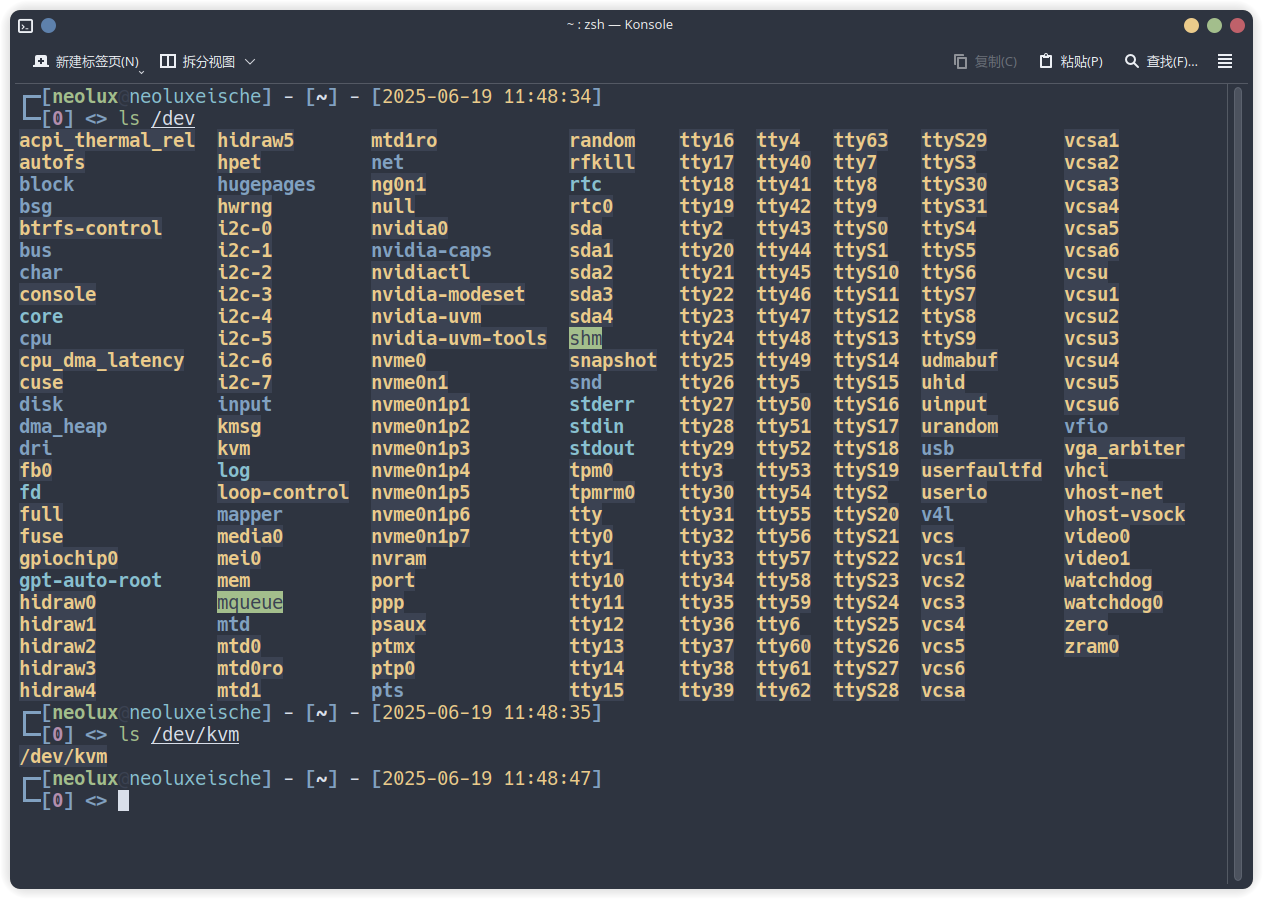 ~ : zsh — Konsole
新建标签页(N) 拆分视图 复制(C) 粘贴(P) 查找(F)...
┌─[neolux@neoluxeische] - [~] - [2025-06-19 11:48:34]
└─[0] <> ls /dev
acpi_thermal_rel hidraw5 mtd1ro random tty16 tty4 tty63 ttyS29 vcsa1
autofs hpet net rfkill tty17 tty40 tty7 ttyS3 vcsa2
block hugepages ng0n1 rtc tty18 tty41 tty8 ttyS30 vcsa3
bsg hwrng null rtc0 tty19 tty42 tty9 ttyS31 vcsa4
btrfs-control i2c-0 nvidia0 sda tty2 tty43 ttyS0 ttyS4 vcsa5
bus i2c-1 nvidia-caps sda1 tty20 tty44 ttyS1 ttyS5 vcsa6
char i2c-2 nvidiactl sda2 tty21 tty45 ttyS10 ttyS6 vcsu
console i2c-3 nvidia-modeset sda3 tty22 tty46 ttyS11 ttyS7 vcsu1
core i2c-4 nvidia-uvm sda4 tty23 tty47 ttyS12 ttyS8 vcsu2
cpu i2c-5 nvidia-uvm-tools shm tty24 tty48 ttyS13 ttyS9 vcsu3
cpu_dma_latency i2c-6 nvme0 snapshot tty25 tty49 ttyS14 udmabuf vcsu4
cuse i2c-7 nvme0n1 snd tty26 tty5 ttyS15 uhid vcsu5
disk input nvme0n1p1 stderr tty27 tty50 ttyS16 uinput vcsu6
dma_heap kmsg nvme0n1p2 stdin tty28 tty51 ttyS17 urandom vfio
dri kvm nvme0n1p3 stdout tty29 tty52 ttyS18 usb vga_arbiter
fb0 log nvme0n1p4 tpm0 tty3 tty53 ttyS19 userfaultfd vhci
fd loop-control nvme0n1p5 tpmrm0 tty30 tty54 ttyS2 userio vhost-net
full mapper nvme0n1p6 tty tty31 tty55 ttyS20 v4l vhost-vsock
fuse media0 nvme0n1p7 tty0 tty32 tty56 ttyS21 vcs video0
gpiochip0 mei0 nvram tty1 tty33 tty57 ttyS22 vcs1 video1
gpt-auto-root mem port tty10 tty34 tty58 ttyS23 vcs2 watchdog
hidraw0 mqueue ppp tty11 tty35 tty59 ttyS24 vcs3 watchdog0
hidraw1 mtd psaux tty12 tty36 tty6 ttyS25 vcs4 zero
hidraw2 mtd0 ptmx tty13 tty37 tty60 ttyS26 vcs5 zram0
hidraw3 mtd0ro ptp0 tty14 tty38 tty61 ttyS27 vcs6
hidraw4 mtd1 pts tty15 tty39 tty62 ttyS28 vcsa
┌─[neolux@neoluxeische] - [~] - [2025-06-19 11:48:35]
└─[0] <> ls /dev/kvm
/dev/kvm
┌─[neolux@neoluxeische] - [~] - [2025-06-19 11:48:47]
└─[0] <>